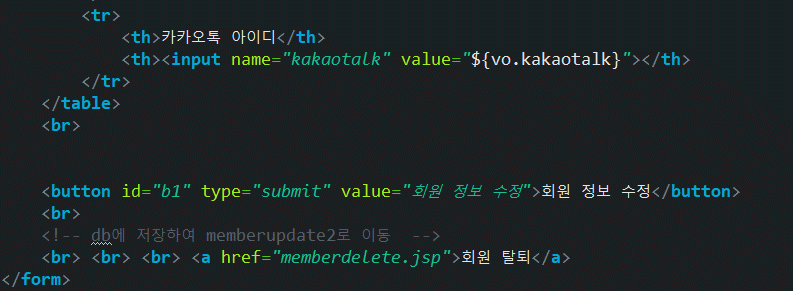 <tr>
<th>카카오톡 아이디</th>
<th><input name="kakaotalk" value="${vo.kakaotalk}"></th>
</tr>
</table>
<br>
<button id="b1" type="submit" value="회원 정보 수정">회원 정보 수정</button>
<br>
<!-- db에 저장하여 memberupdate2로 이동  -->
<br> <br> <br> <a href="memberdelete.jsp">회원 탈퇴</a>
</form>